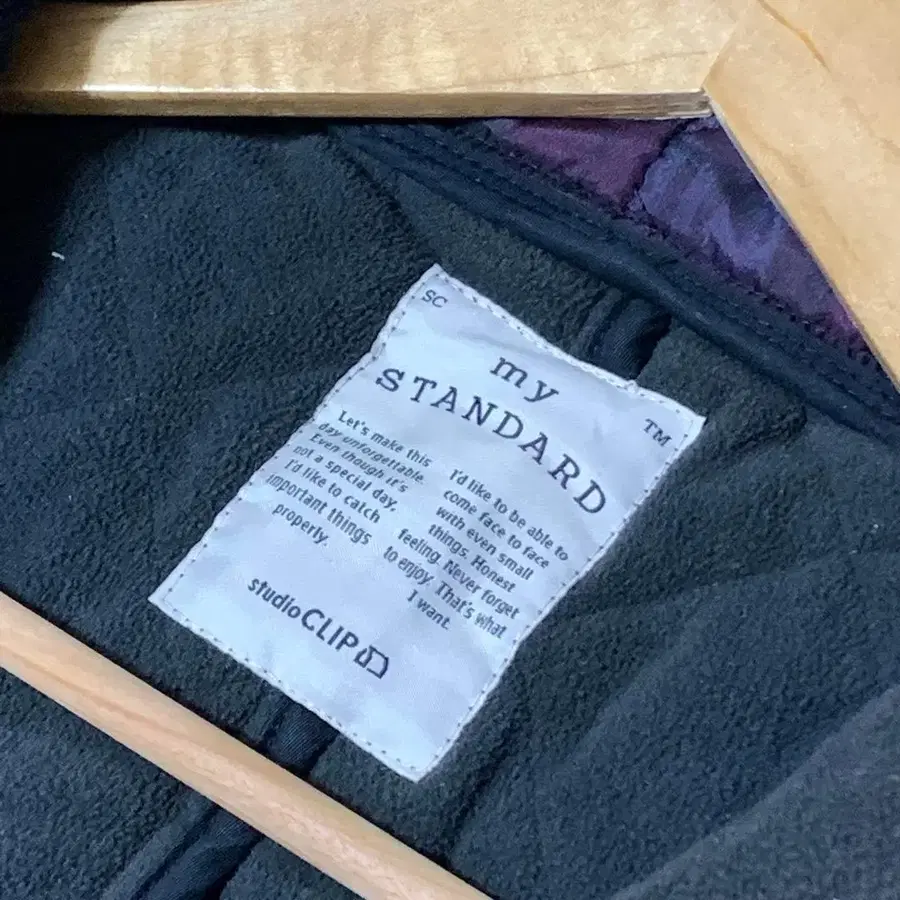 SC
my
STANDARD
TM
Let's make this
day unforgettable.
Even though it's
not a special day,
I'd like to catch
important things
properly.
I'd like to be able to
come face to face
with even small
things. Honest
feeling. Never forget
to enjoy. That's what
I want.
studio CLIP